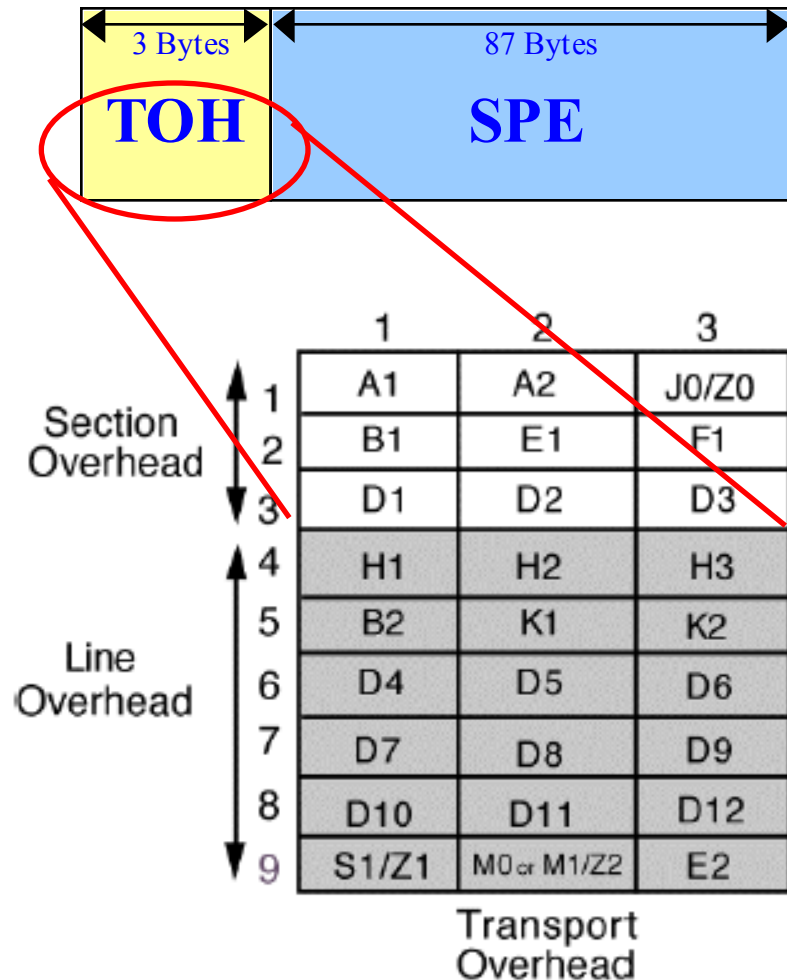 3 Bytes 87 Bytes
TOH SPE
1 2 3
1 A1 A2 J0/Z0
Section
Overhead
2 B1 E1 F1
3 D1 D2 D3
4 H1 H2 H3
5 B2 K1 K2
Line
Overhead
6 D4 D5 D6
7 D7 D8 D9
8 D10 D11 D12
9 S1/Z1 M0 or M1/Z2 E2
Transport
Overhead